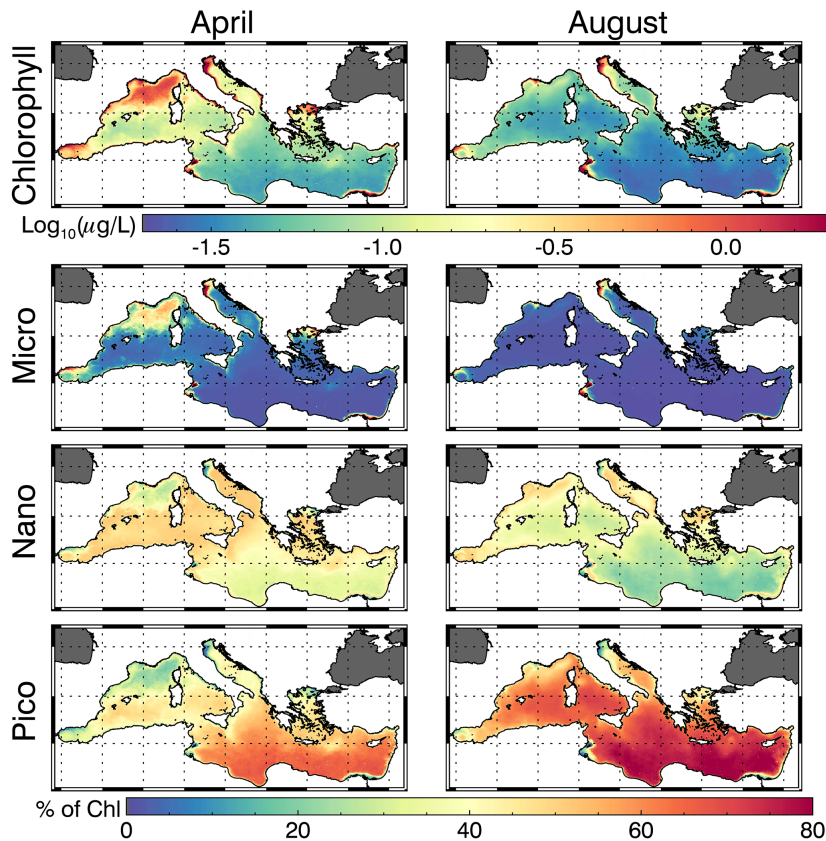 April August
Chlorophyll
Log₁₀(μg/L) -1.5 -1.0 -0.5 0.0
Micro
Nano
Pico
% of Chl
0 20 40 60 80